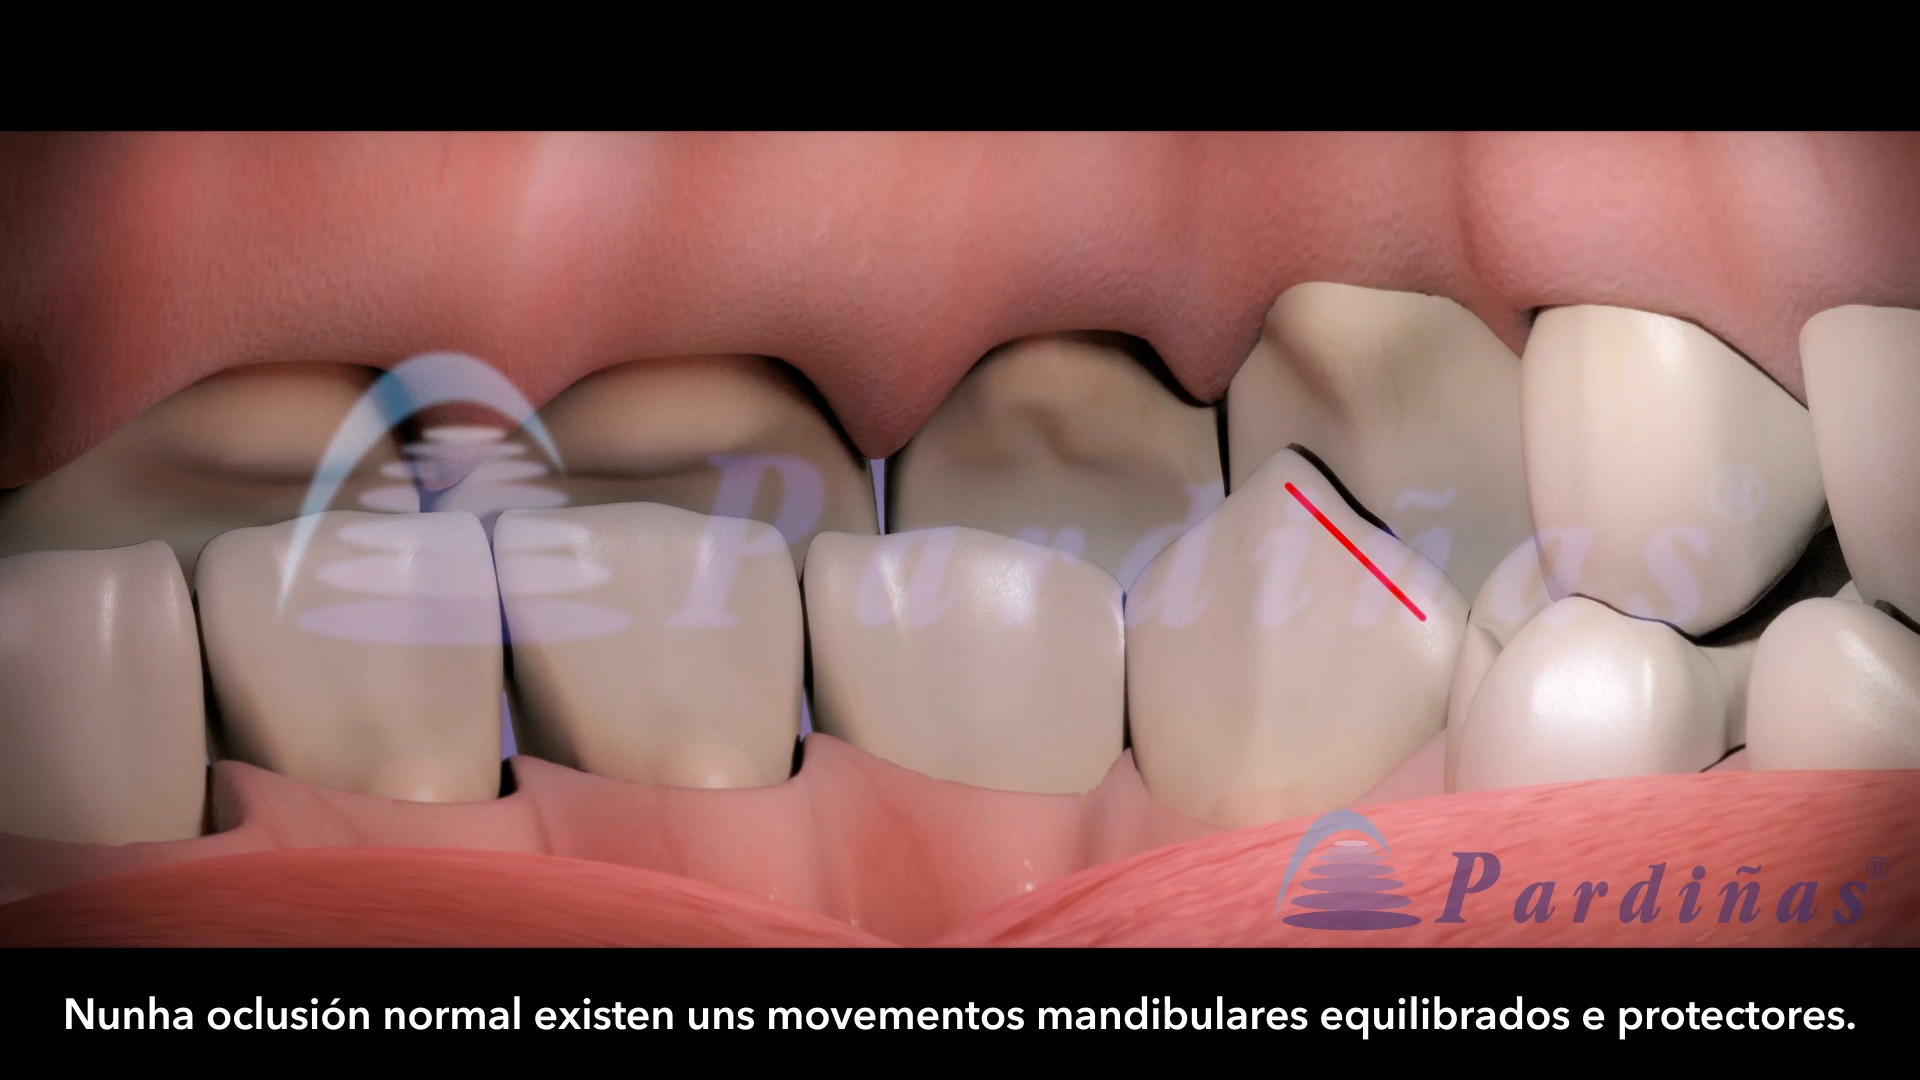 Pardiñas®
Pardiñas®
Nunha oclusión normal existen uns movementos mandibulares equilibrados e protectores.